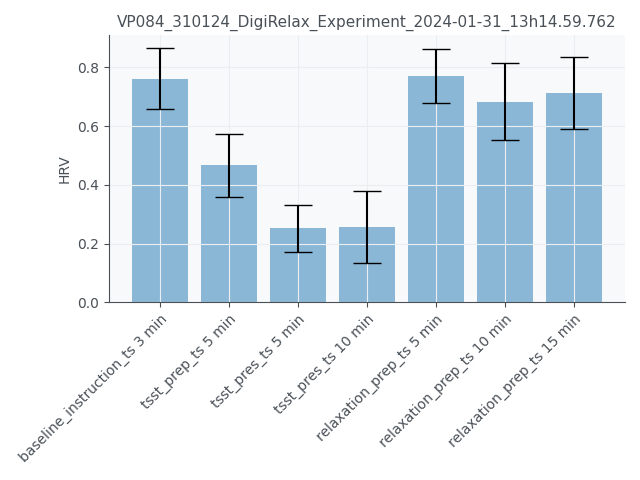 VP084_310124_DigiRelax_Experiment_2024-01-31_13h14.59.762
HRV
0.8
0.6
0.4
0.2
0.0
baseline_instruction_ts 3 min
tsst_prep_ts 5 min
tsst_pres_ts 5 min
tsst_pres_ts 10 min
relaxation_prep_ts 5 min
relaxation_prep_ts 10 min
relaxation_prep_ts 15 min